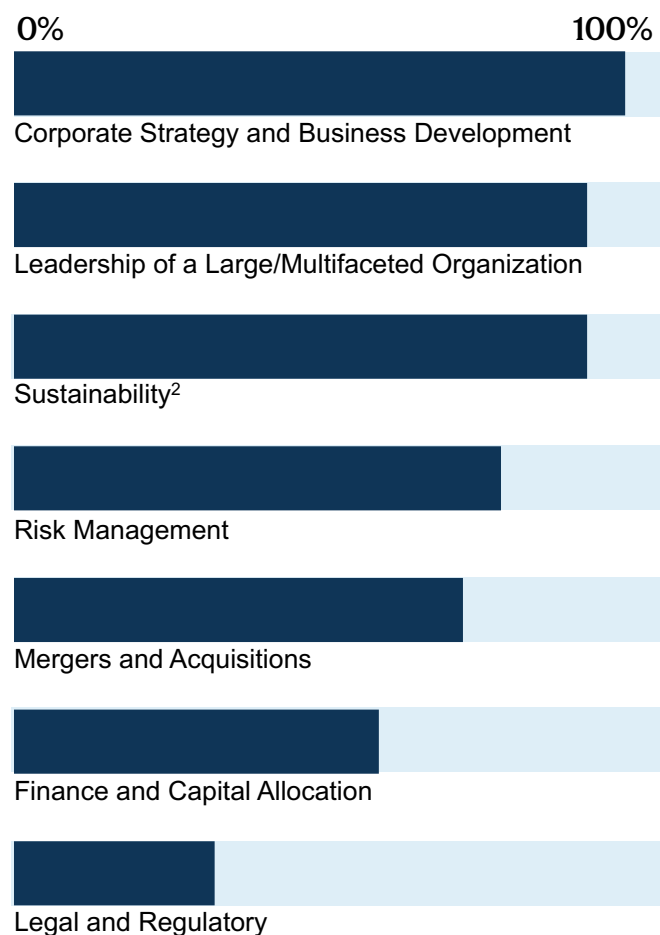 0% 100%
Corporate Strategy and Business Development
Leadership of a Large/Multifaceted Organization
Sustainability²
Risk Management
Mergers and Acquisitions
Finance and Capital Allocation
Legal and Regulatory